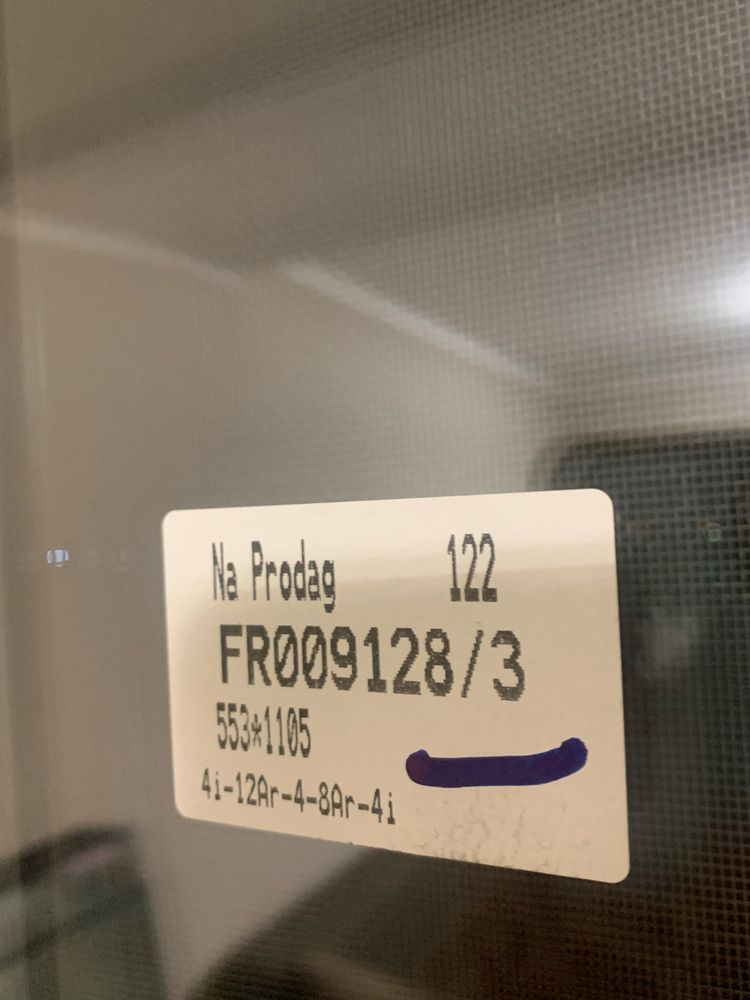 Na Prodag 122
FR009128/3
553*1105
4i-12Ar-4-8Ar-4i